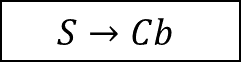 S → Cb